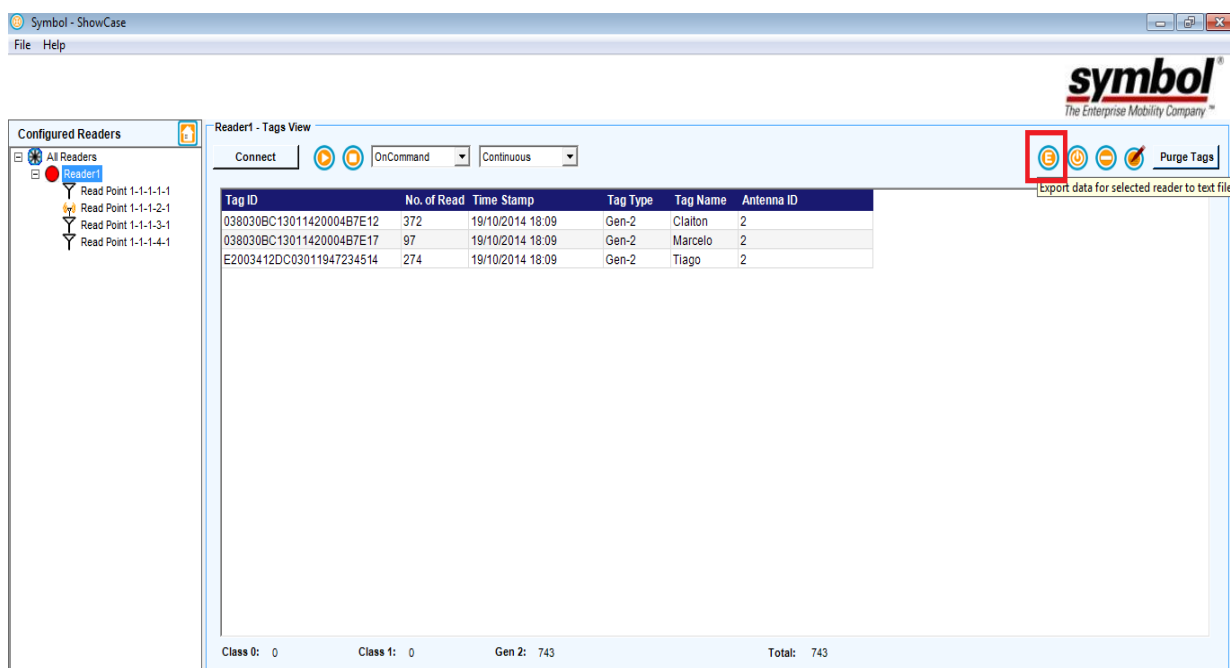 Symbol - ShowCase
File Help
symbol®
The Enterprise Mobility Company ™
Configured Readers
All Readers
Reader1
Read Point 1-1-1-1-1
Read Point 1-1-1-2-1
Read Point 1-1-1-3-1
Read Point 1-1-1-4-1
Reader1 - Tags View
Connect OnCommand Continuous E Purge Tags
Export data for selected reader to text file
Tag ID No. of Read Time Stamp Tag Type Tag Name Antenna ID
038030BC13011420004B7E12 372 19/10/2014 18:09 Gen-2 Claiton 2
038030BC13011420004B7E17 97 19/10/2014 18:09 Gen-2 Marcelo 2
E2003412DC03011947234514 274 19/10/2014 18:09 Gen-2 Tiago 2
Class 0: 0 Class 1: 0 Gen 2: 743 Total: 743